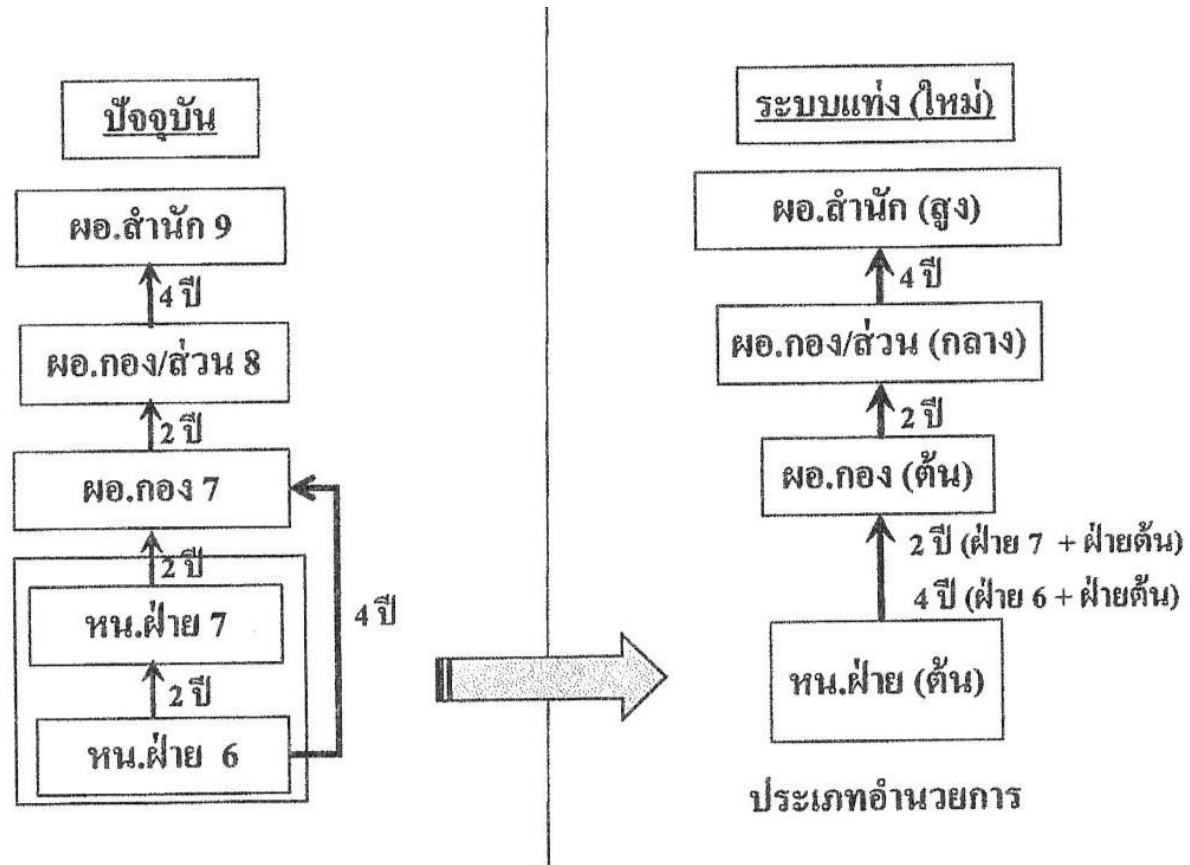 ปัจจุบัน
ผอ.สำนัก 9
4 ปี
ผอ.กอง/ส่วน 8
2 ปี
ผอ.กอง 7
2 ปี
หน.ฝ่าย 7
4 ปี
2 ปี
หน.ฝ่าย 6
ระบบแท่ง (ใหม่)
ผอ.สำนัก (สูง)
4 ปี
ผอ.กอง/ส่วน (กลาง)
2 ปี
ผอ.กอง (ต้น)
2 ปี (ฝ่าย 7 + ฝ่ายต้น)
4 ปี (ฝ่าย 6 + ฝ่ายต้น)
หน.ฝ่าย (ต้น)
ประเภทอำนวยการ